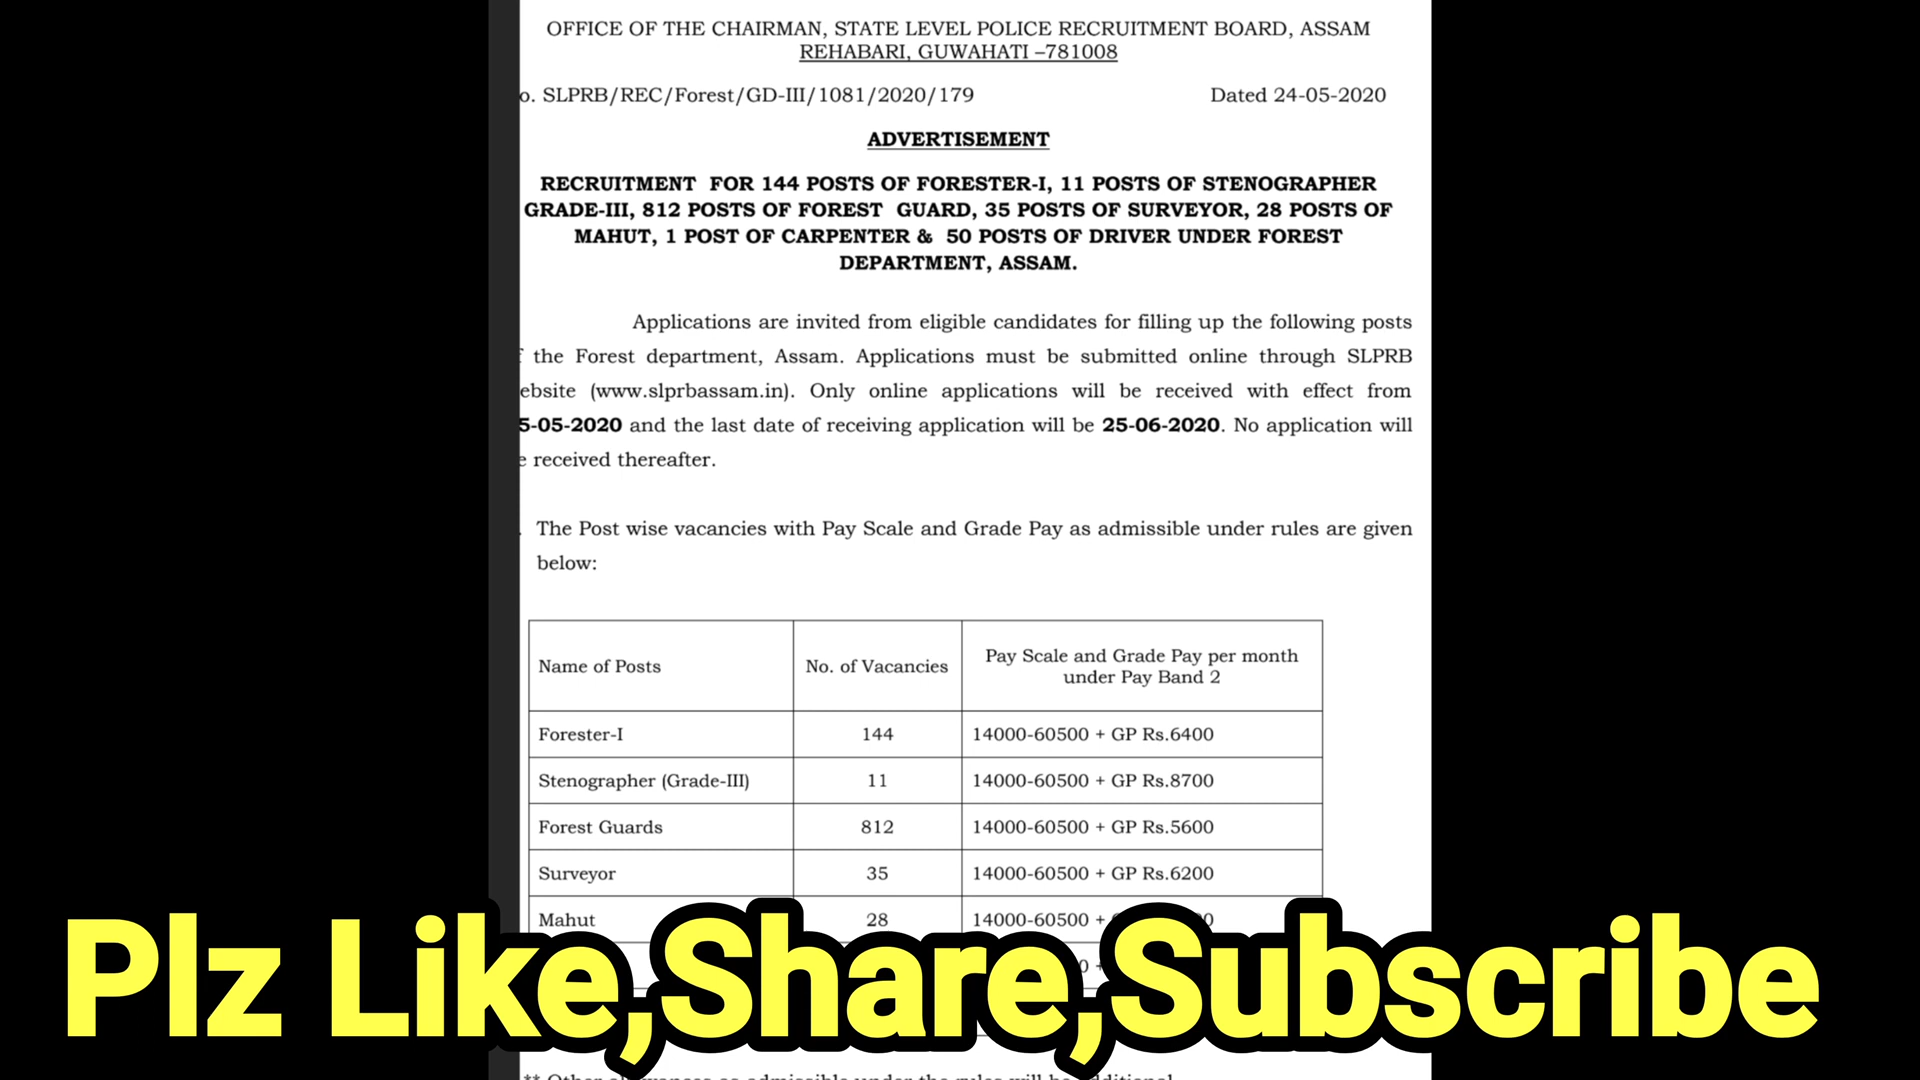 OFFICE OF THE CHAIRMAN, STATE LEVEL POLICE RECRUITMENT BOARD, ASSAM
REHABARI, GUWAHATI –781008
o. SLPRB/REC/Forest/GD-III/1081/2020/179 Dated 24-05-2020
ADVERTISEMENT
RECRUITMENT FOR 144 POSTS OF FORESTER-I, 11 POSTS OF STENOGRAPHER
GRADE-III, 812 POSTS OF FOREST GUARD, 35 POSTS OF SURVEYOR, 28 POSTS OF
MAHUT, 1 POST OF CARPENTER & 50 POSTS OF DRIVER UNDER FOREST
DEPARTMENT, ASSAM.
Applications are invited from eligible candidates for filling up the following posts
the Forest department, Assam. Applications must be submitted online through SLPRB
ebsite (www.slprbassam.in). Only online applications will be received with effect from
5-05-2020 and the last date of receiving application will be 25-06-2020. No application will
e received thereafter.
. The Post wise vacancies with Pay Scale and Grade Pay as admissible under rules are given
below:
Name of Posts No. of Vacancies Pay Scale and Grade Pay per month
under Pay Band 2
Forester-I 144 14000-60500 + GP Rs.6400
Stenographer (Grade-III) 11 14000-60500 + GP Rs.8700
Forest Guards 812 14000-60500 + GP Rs.5600
Surveyor 35 14000-60500 + GP Rs.6200
Mahut 28 14000-60500 +
Plz Like,Share,Subscribe